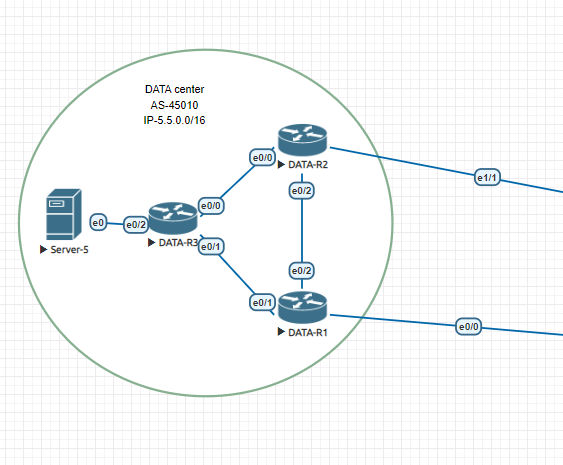 DATA center
AS-45010
IP-5.5.0.0/16
e0/0
DATA-R2
e1/1
e0/2
e0
e0/2
e0/0
Server-5
DATA-R3
e0/1
e0/2
e0/1
DATA-R1
e0/0